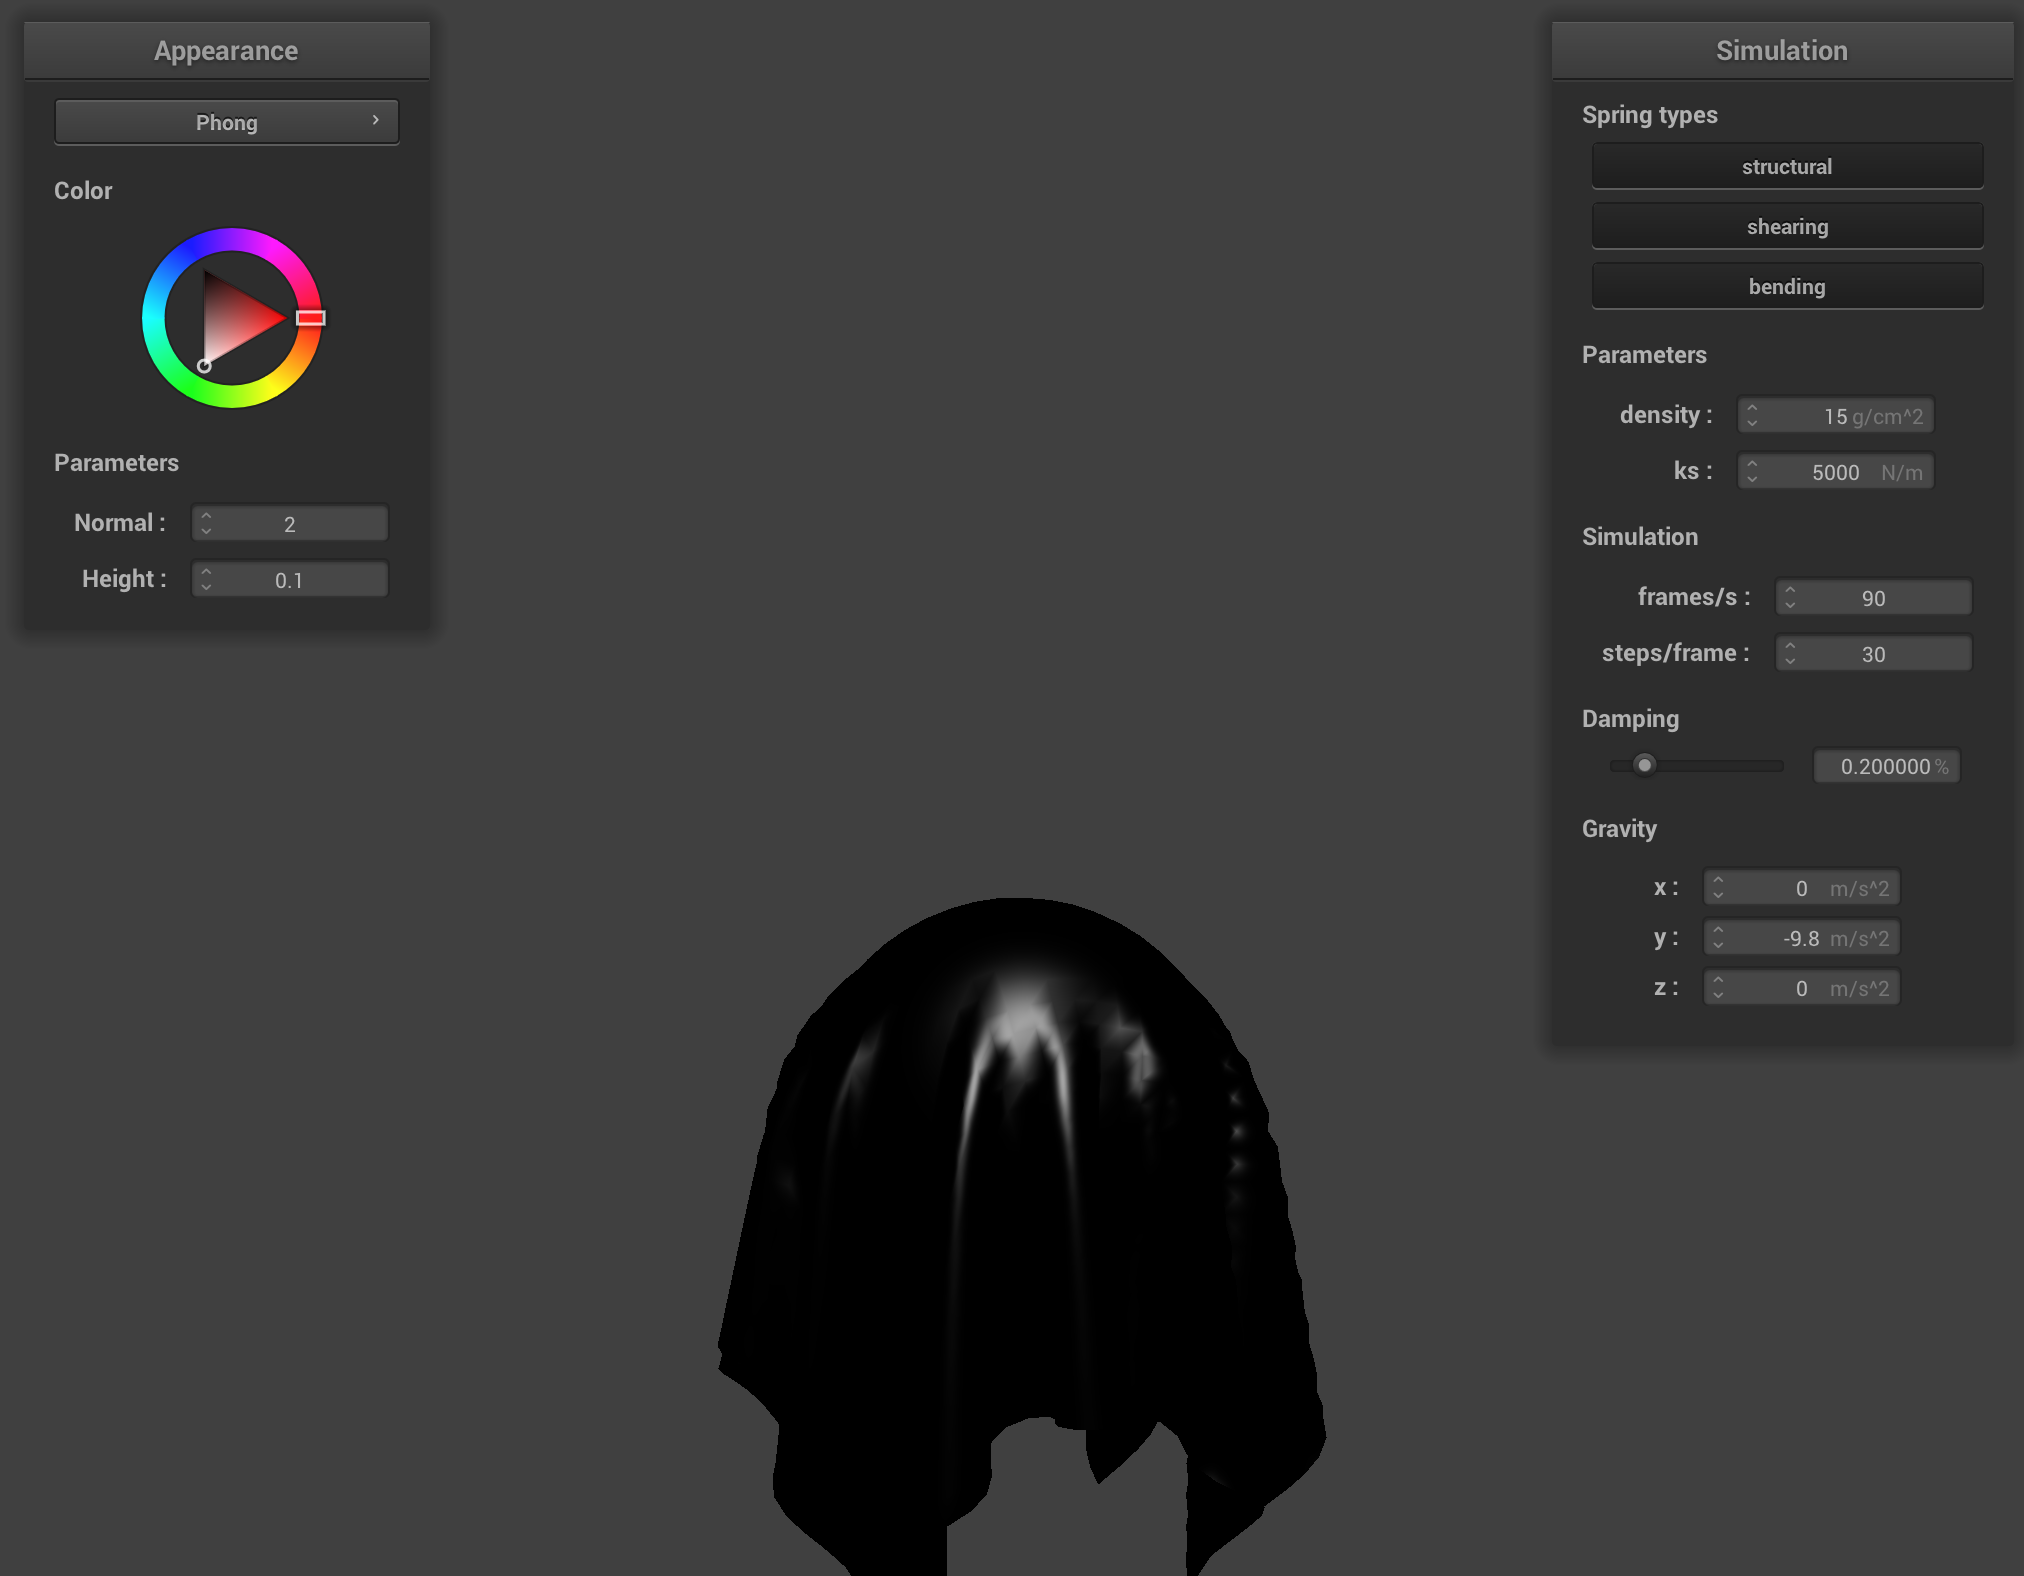 Appearance
Phong
Color
Parameters
Normal : 2
Height : 0.1
Simulation
Spring types
structural
shearing
bending
Parameters
density : 15 g/cm^2
ks : 5000 N/m
Simulation
frames/s : 90
steps/frame : 30
Damping
0.200000 %
Gravity
x : 0 m/s^2
y : -9.8 m/s^2
z : 0 m/s^2